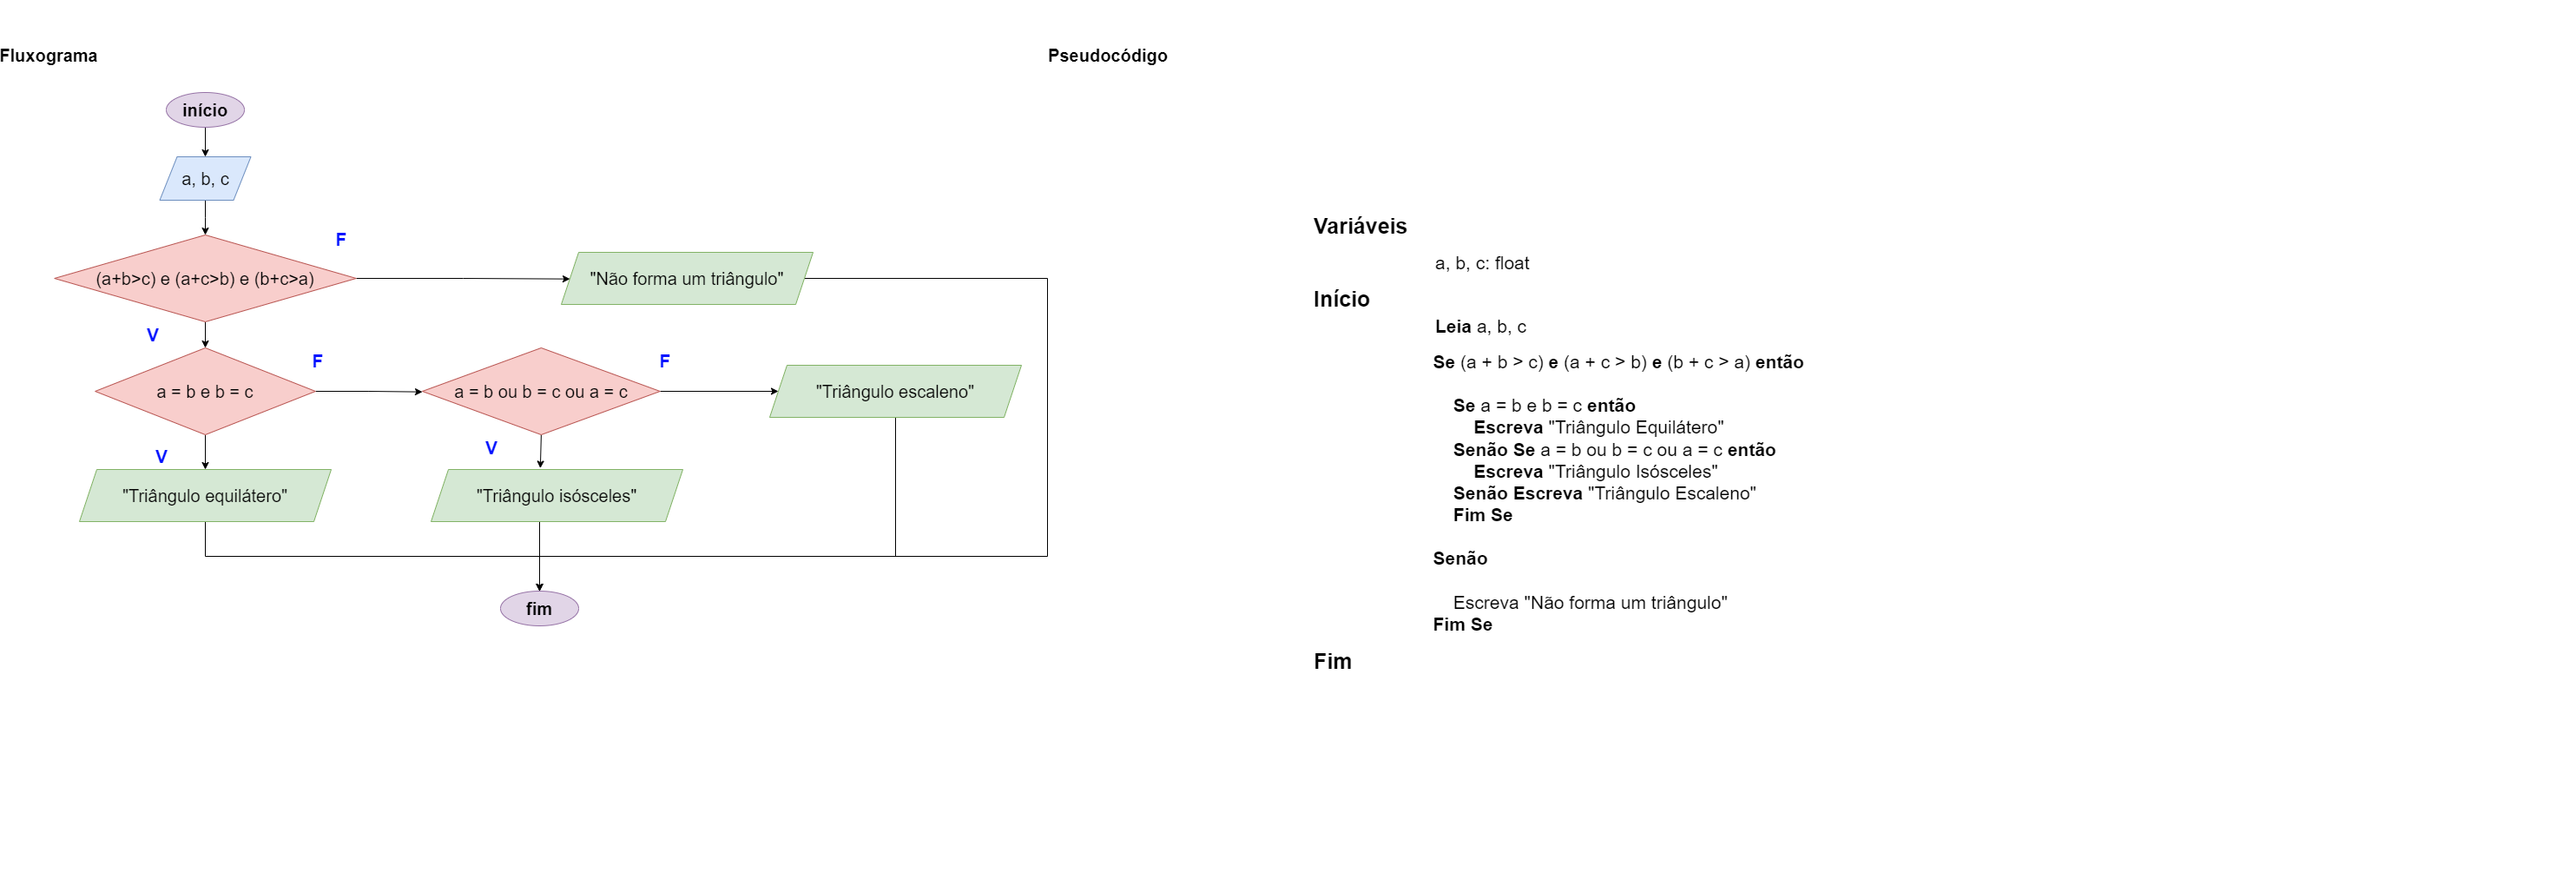 Fluxograma
início
a, b, c
F
(a+b>c) e (a+c>b) e (b+c>a)
"Não forma um triângulo"
V
F
F
a = b e b = c
a = b ou b = c ou a = c
"Triângulo escaleno"
V
V
"Triângulo equilátero"
"Triângulo isósceles"
fim
Pseudocódigo
Variáveis
a, b, c: float
Início
Leia a, b, c
Se (a + b > c) e (a + c > b) e (b + c > a) então
Se a = b e b = c então
Escreva "Triângulo Equilátero"
Senão Se a = b ou b = c ou a = c então
Escreva "Triângulo Isósceles"
Senão Escreva "Triângulo Escaleno"
Fim Se
Senão
Escreva "Não forma um triângulo"
Fim Se
Fim